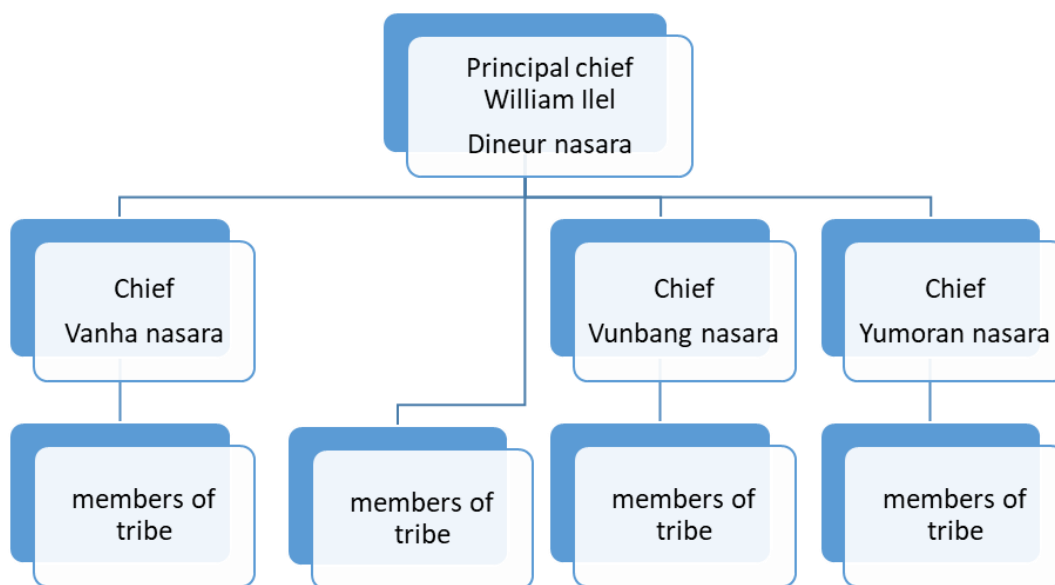 Principal chief
William Ilel
Dineur nasara
Chief
Vanha nasara
Chief
Vunbang nasara
Chief
Yumoran nasara
members of
tribe
members of
tribe
members of
tribe
members of
tribe